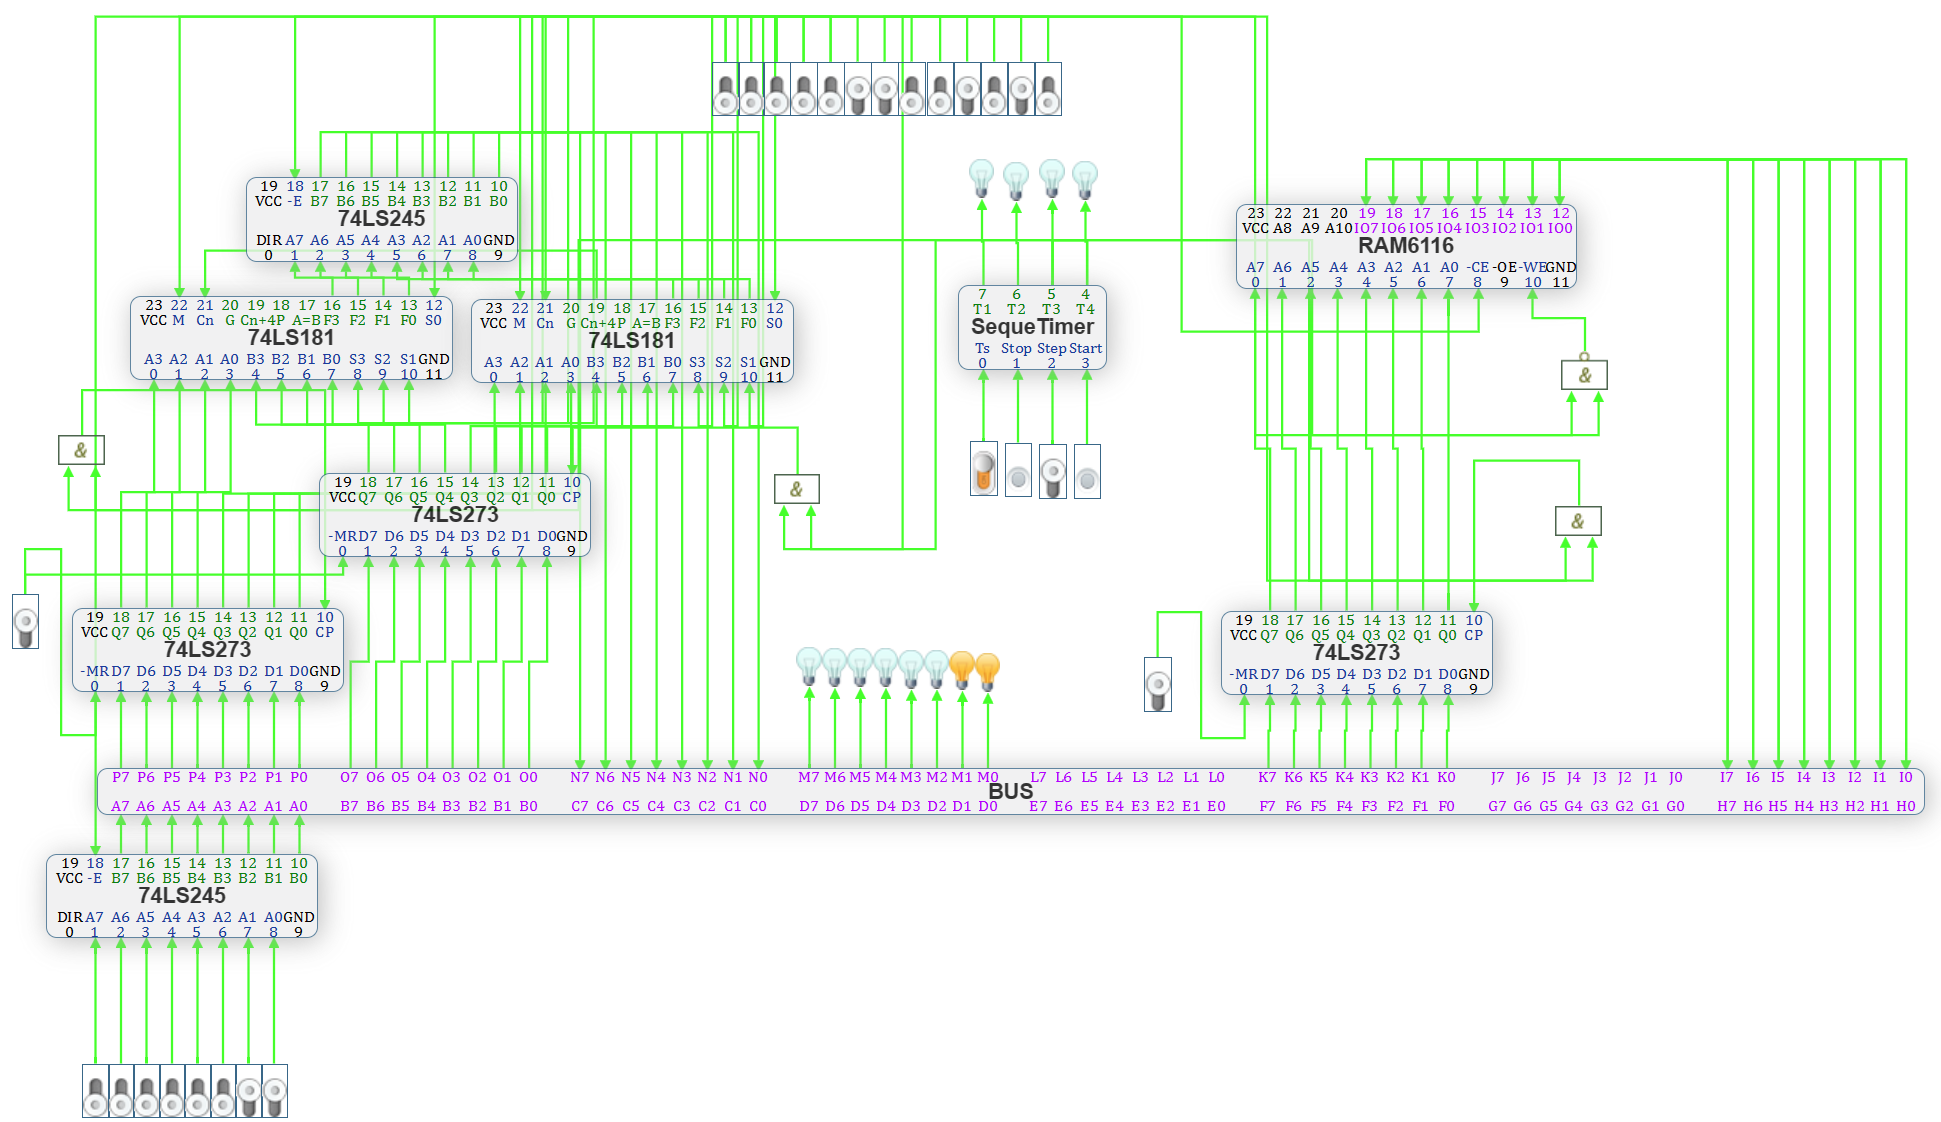 19 18 17 16 15 14 13 12 11 10
VCC -E B7 B6 B5 B4 B3 B2 B1 B0
74LS245
DIR A7 A6 A5 A4 A3 A2 A1 A0 GND
0 1 2 3 4 5 6 7 8 9
23 22 21 20 19 18 17 16 15 14 13 12
VCC A8 A9 A10 IO7 IO6 IO5 IO4 IO3 IO2 IO1 IO0
RAM6116
A7 A6 A5 A4 A3 A2 A1 A0 -CE -OE -WE GND
0 1 2 3 4 5 6 7 8 9 10 11
23 22 21 20 19 18 17 16 15 14 13 12
VCC M Cn G Cn+4 P A=B F3 F2 F1 F0 S0
74LS181
A3 A2 A1 A0 B3 B2 B1 B0 S3 S2 S1 GND
0 1 2 3 4 5 6 7 8 9 10 11
23 22 21 20 19 18 17 16 15 14 13 12
VCC M Cn G Cn+4 P A=B F3 F2 F1 F0 S0
74LS181
A3 A2 A1 A0 B3 B2 B1 B0 S3 S2 S1 GND
0 1 2 3 4 5 6 7 8 9 10 11
7 6 5 4
T1 T2 T3 T4
SequeTimer
Ts Stop Step Start
0 1 2 3
&
&
&
&
19 18 17 16 15 14 13 12 11 10
VCC Q7 Q6 Q5 Q4 Q3 Q2 Q1 Q0 CP
74LS273
-MR D7 D6 D5 D4 D3 D2 D1 D0 GND
0 1 2 3 4 5 6 7 8 9
19 18 17 16 15 14 13 12 11 10
VCC Q7 Q6 Q5 Q4 Q3 Q2 Q1 Q0 CP
74LS273
-MR D7 D6 D5 D4 D3 D2 D1 D0 GND
0 1 2 3 4 5 6 7 8 9
19 18 17 16 15 14 13 12 11 10
VCC Q7 Q6 Q5 Q4 Q3 Q2 Q1 Q0 CP
74LS273
-MR D7 D6 D5 D4 D3 D2 D1 D0 GND
0 1 2 3 4 5 6 7 8 9
P7 P6 P5 P4 P3 P2 P1 P0 O7 O6 O5 O4 O3 O2 O1 O0 N7 N6 N5 N4 N3 N2 N1 N0 M7 M6 M5 M4 M3 M2 M1 M0 L7 L6 L5 L4 L3 L2 L1 L0 K7 K6 K5 K4 K3 K2 K1 K0 J7 J6 J5 J4 J3 J2 J1 J0 I7 I6 I5 I4 I3 I2 I1 I0
BUS
A7 A6 A5 A4 A3 A2 A1 A0 B7 B6 B5 B4 B3 B2 B1 B0 C7 C6 C5 C4 C3 C2 C1 C0 D7 D6 D5 D4 D3 D2 D1 D0 E7 E6 E5 E4 E3 E2 E1 E0 F7 F6 F5 F4 F3 F2 F1 F0 G7 G6 G5 G4 G3 G2 G1 G0 H7 H6 H5 H4 H3 H2 H1 H0
19 18 17 16 15 14 13 12 11 10
VCC -E B7 B6 B5 B4 B3 B2 B1 B0
74LS245
DIR A7 A6 A5 A4 A3 A2 A1 A0 GND
0 1 2 3 4 5 6 7 8 9